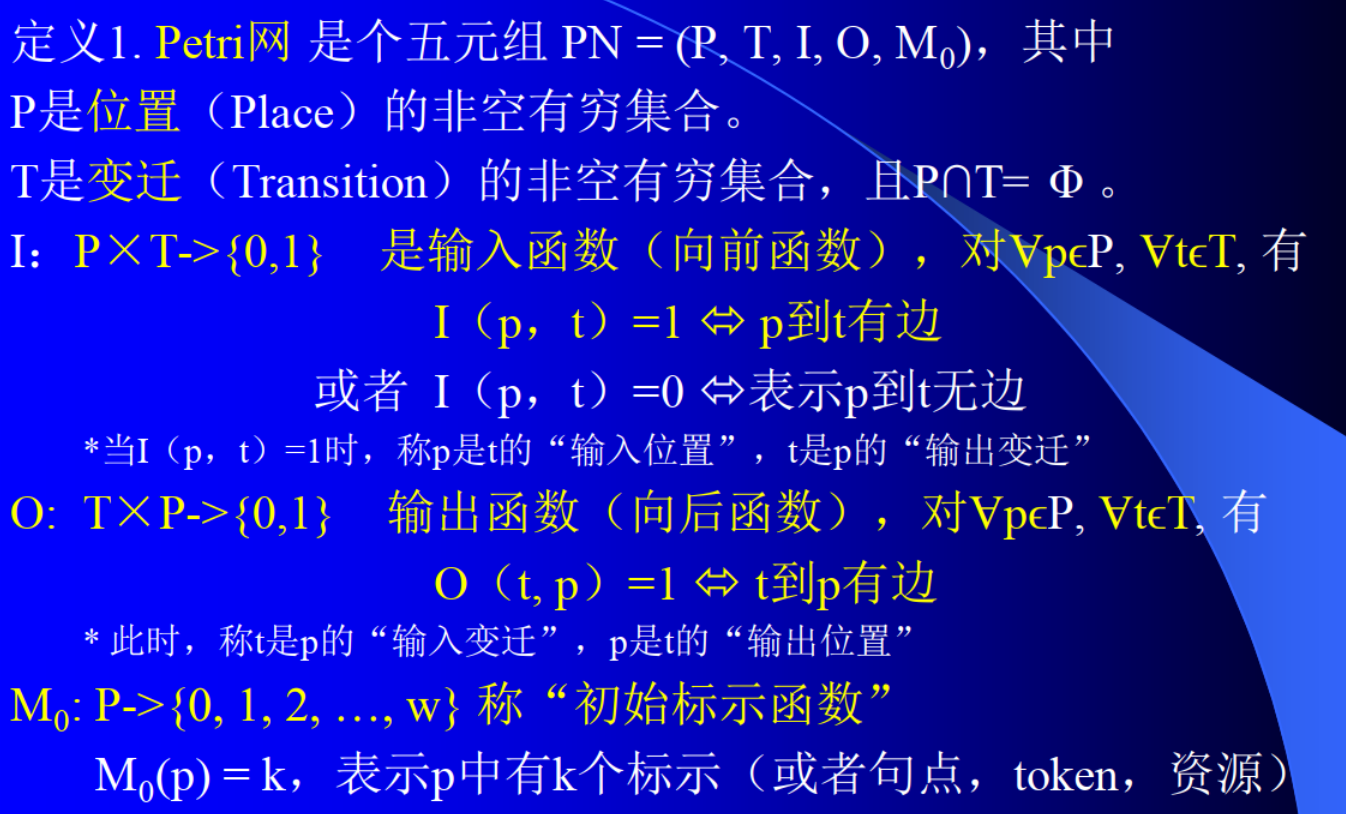 定义1. Petri网 是个五元组 PN = (P, T, I, O, M₀)，其中
P是位置（Place）的非空有穷集合。
T是变迁（Transition）的非空有穷集合，且P∩T= Φ 。
I：P×T->{0,1} 是输入函数（向前函数），对∀pϵP, ∀tϵT, 有
I（p，t）=1 ⇔ p到t有边
或者 I（p，t）=0 ⇔表示p到t无边
*当I（p，t）=1时，称p是t的“输入位置”，t是p的“输出变迁”
O: T×P->{0,1} 输出函数（向后函数），对∀pϵP, ∀tϵT, 有
O（t, p）=1 ⇔ t到p有边
* 此时，称t是p的“输入变迁”，p是t的“输出位置”
M₀: P->{0, 1, 2, …, w} 称“初始标示函数”
M₀(p) = k，表示p中有k个标示（或者句点，token，资源）